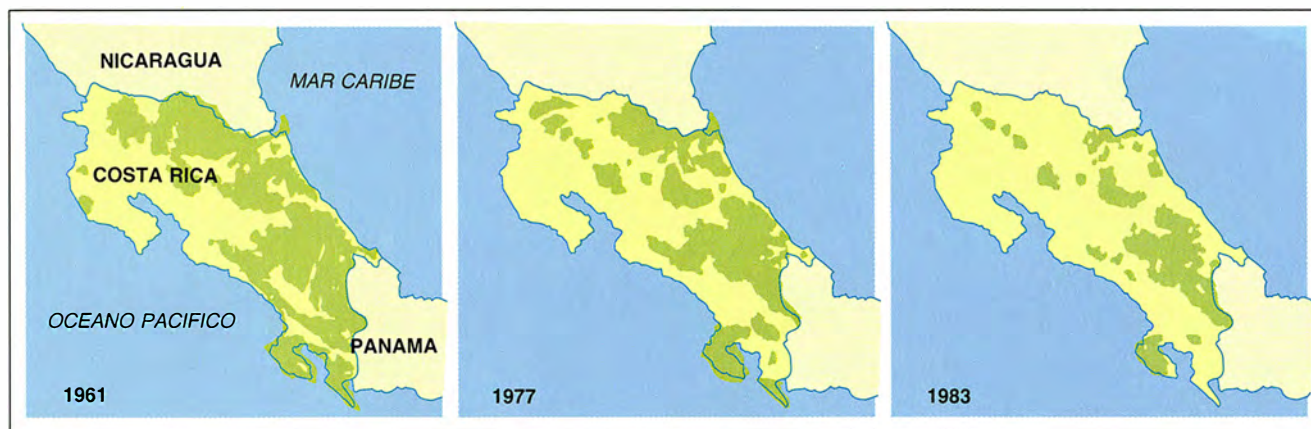 NICARAGUA
MAR CARIBE
COSTA RICA
OCEANO PACIFICO
PANAMA
1961
1977
1983